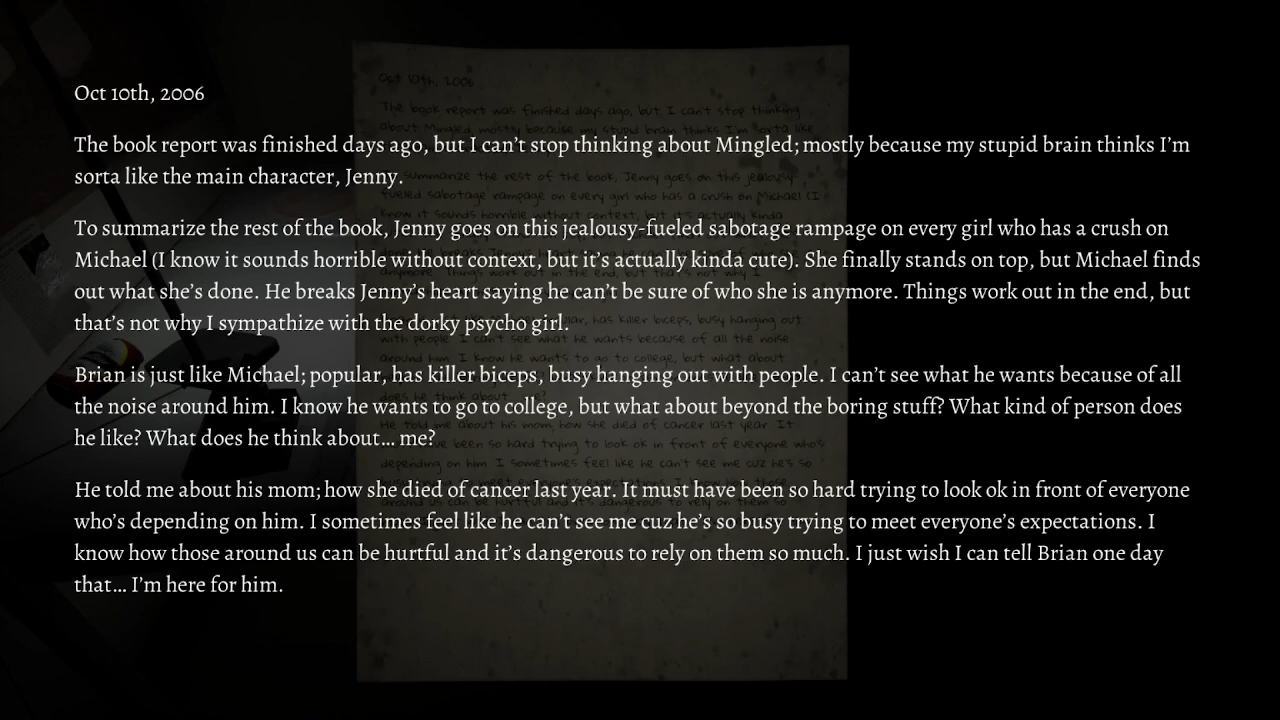 Oct 10th, 2006
The book report was finished days ago, but I can’t stop thinking about Mingled; mostly because my stupid brain thinks I’m
sorta like the main character, Jenny.
To summarize the rest of the book, Jenny goes on this jealousy-fueled sabotage rampage on every girl who has a crush on
Michael (I know it sounds horrible without context, but it’s actually kinda cute). She finally stands on top, but Michael finds
out what she’s done. He breaks Jenny’s heart saying he can’t be sure of who she is anymore. Things work out in the end, but
that’s not why I sympathize with the dorky psycho girl.
Brian is just like Michael; popular, has killer biceps, busy hanging out with people. I can’t see what he wants because of all
the noise around him. I know he wants to go to college, but what about beyond the boring stuff? What kind of person does
he like? What does he think about... me?
He told me about his mom; how she died of cancer last year. It must have been so hard trying to look ok in front of everyone
who’s depending on him. I sometimes feel like he can’t see me cuz he’s so busy trying to meet everyone’s expectations. I
know how those around us can be hurtful and it’s dangerous to rely on them so much. I just wish I can tell Brian one day
that... I’m here for him.